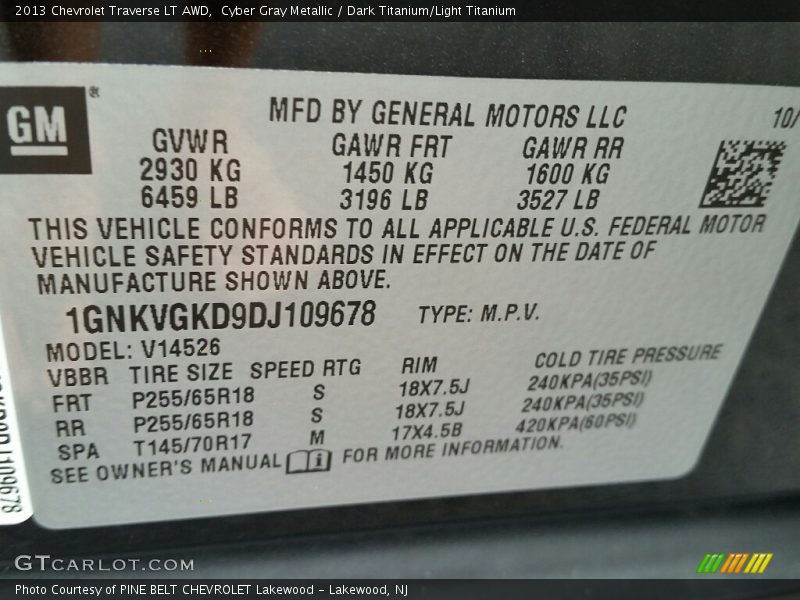 2013 Chevrolet Traverse LT AWD, Cyber Gray Metallic / Dark Titanium/Light Titanium
GM ®
MFD BY GENERAL MOTORS LLC 10/
GVWR GAWR FRT GAWR RR
2930 KG 1450 KG 1600 KG
6459 LB 3196 LB 3527 LB
THIS VEHICLE CONFORMS TO ALL APPLICABLE U.S. FEDERAL MOTOR
VEHICLE SAFETY STANDARDS IN EFFECT ON THE DATE OF
MANUFACTURE SHOWN ABOVE.
1GNKVGKD9DJ109678 TYPE: M.P.V.
MODEL: V14526
VBBR TIRE SIZE SPEED RTG RIM COLD TIRE PRESSURE
FRT P255/65R18 S 18X7.5J 240KPA(35PSI)
RR P255/65R18 S 18X7.5J 240KPA(35PSI)
SPA T145/70R17 M 17X4.5B 420KPA(60PSI)
SEE OWNER'S MANUAL i FOR MORE INFORMATION.
J109678
GTCARLOT.COM
Photo Courtesy of PINE BELT CHEVROLET Lakewood - Lakewood, NJ